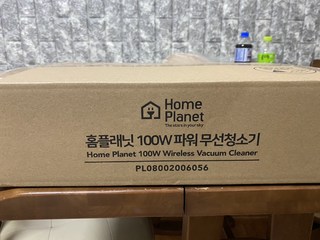 Home
Planet
홈플래닛 100W 파워 무선청소기
Home Planet 100W Wireless Vacuum Cleaner
PL08002006056